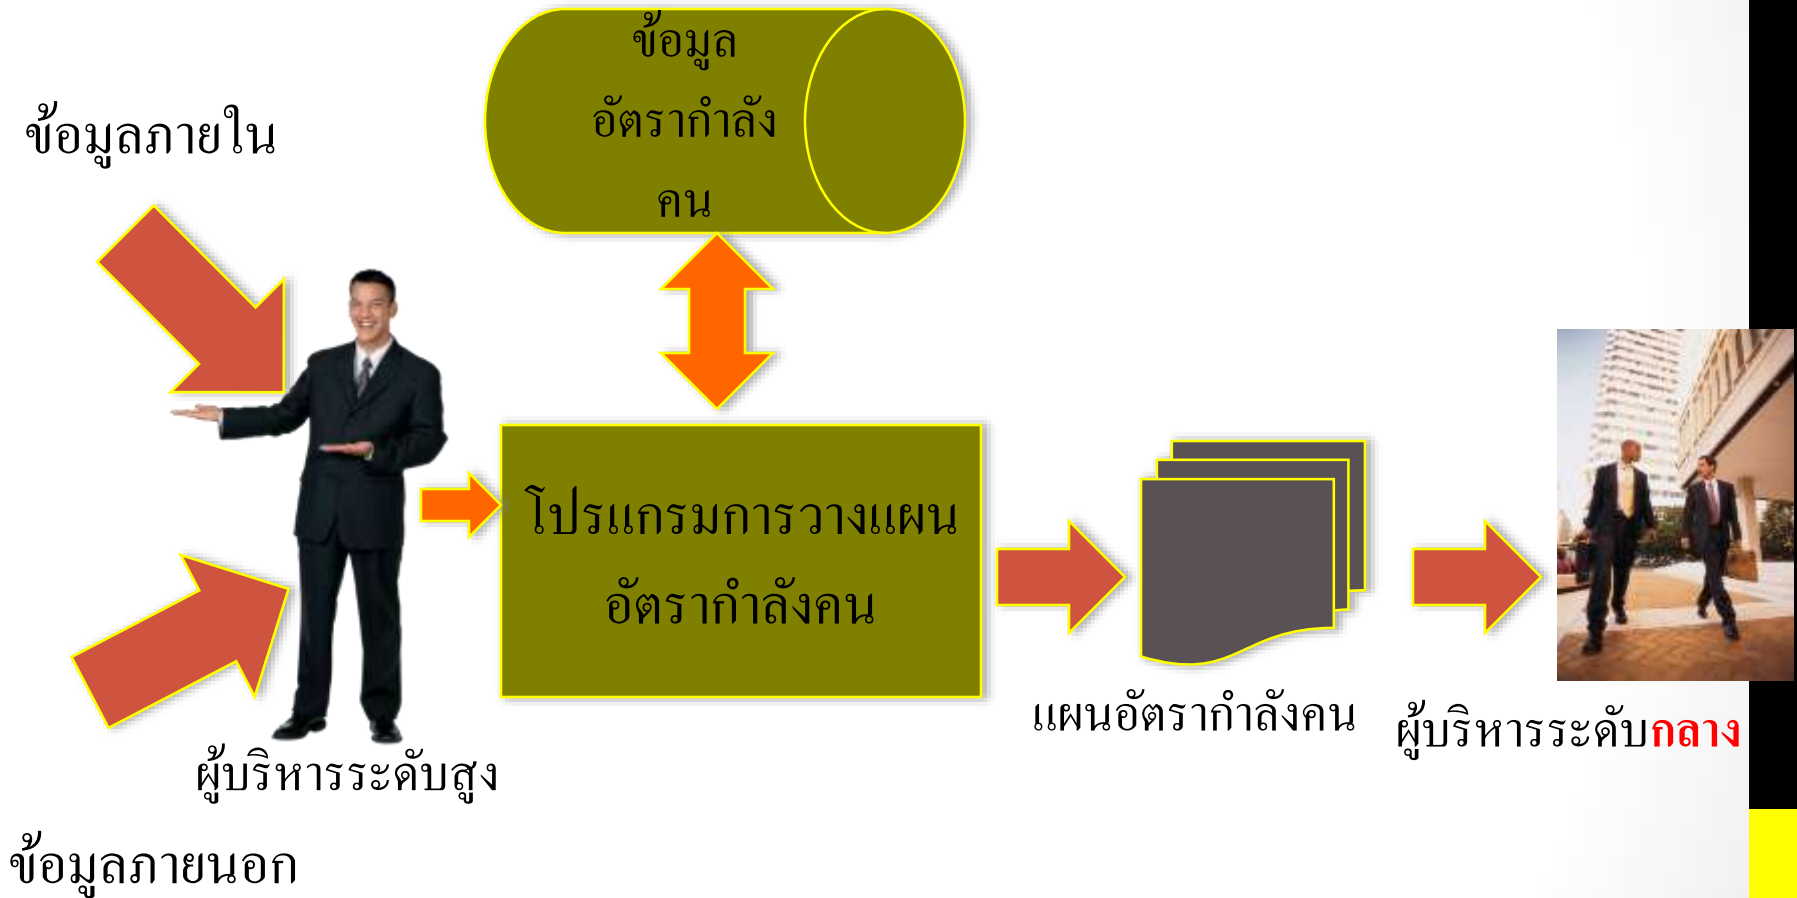 ข้อมูล
อัตรากำลัง
คน
ข้อมูลภายใน
โปรแกรมการวางแผน
อัตรากำลังคน
แผนอัตรากำลังคน
ผู้บริหารระดับกลาง
ผู้บริหารระดับสูง
ข้อมูลภายนอก